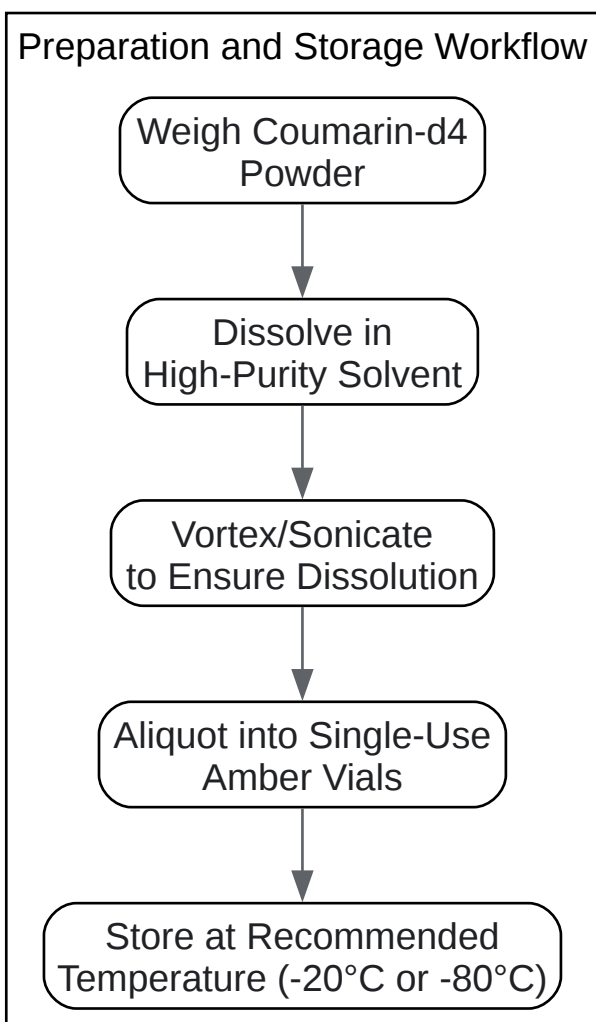 Preparation and Storage Workflow
Weigh Coumarin-d4
Powder
Dissolve in
High-Purity Solvent
Vortex/Sonicate
to Ensure Dissolution
Aliquot into Single-Use
Amber Vials
Store at Recommended
Temperature (-20°C or -80°C)